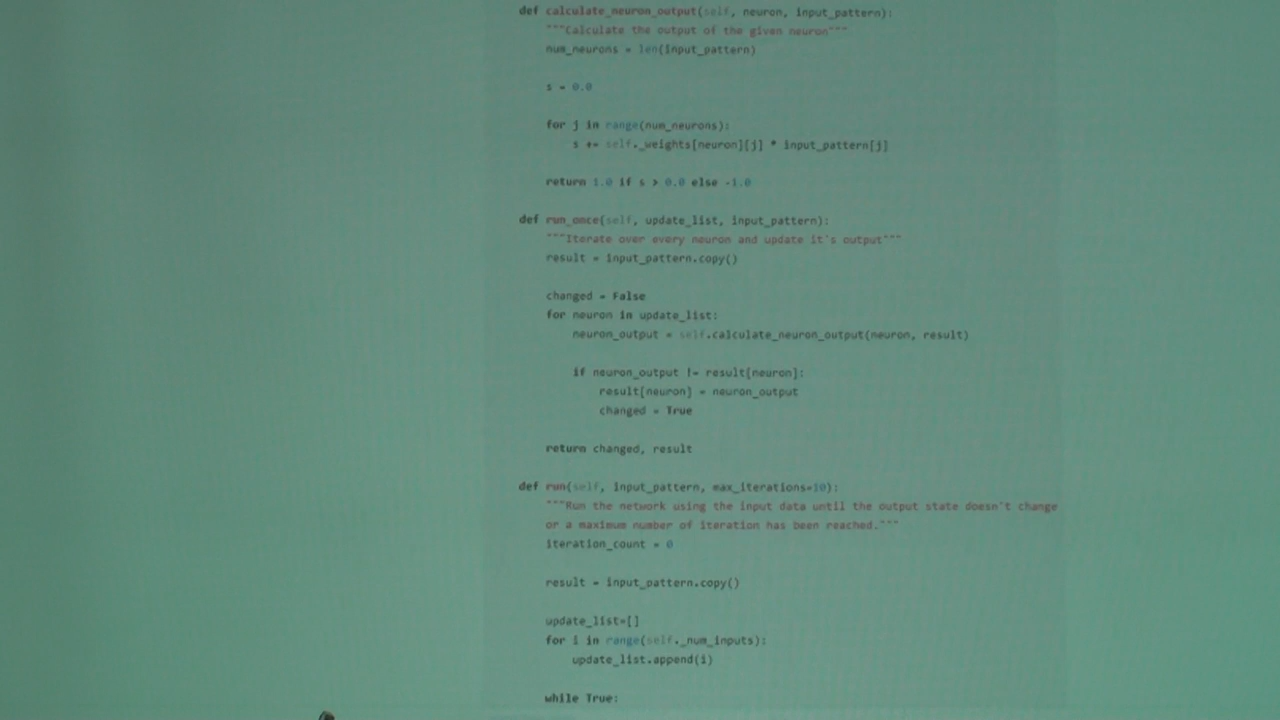 def calculate_neuron_output(self, neuron, input_pattern):
"""Calculate the output of the given neuron"""
num_neurons = len(input_pattern)
s = 0.0
for j in range(num_neurons):
s += self._weights[neuron][j] * input_pattern[j]
return 1.0 if s > 0.0 else -1.0
def run_once(self, update_list, input_pattern):
"""Iterate over every neuron and update it's output"""
result = input_pattern.copy()
changed = False
for neuron in update_list:
neuron_output = self.calculate_neuron_output(neuron, result)
if neuron_output != result[neuron]:
result[neuron] = neuron_output
changed = True
return changed, result
def run(self, input_pattern, max_iterations=10):
"""Run the network using the input data until the output state doesn't change
or a maximum number of iteration has been reached."""
iteration_count = 0
result = input_pattern.copy()
update_list=[]
for i in range(self._num_inputs):
update_list.append(i)
while True: